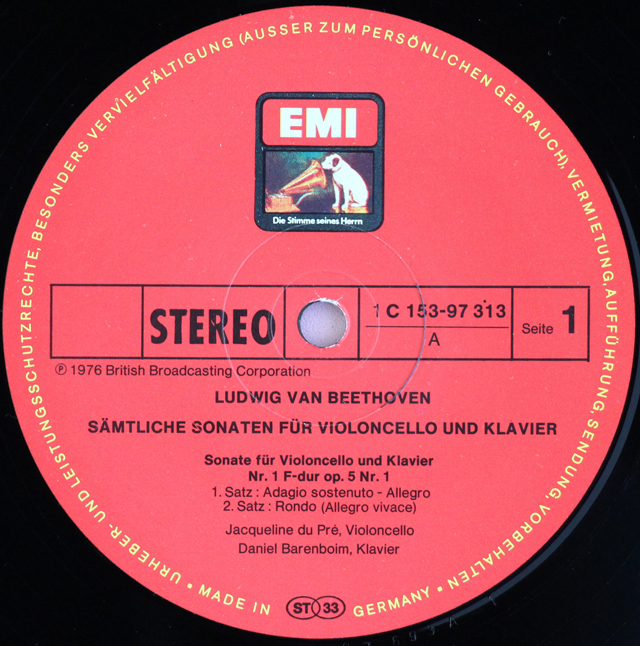 EMI
Die Stimme seines Herrn
STEREO
1 C 153-97 313
A
Seite 1
℗ 1976 British Broadcasting Corporation
LUDWIG VAN BEETHOVEN
SÄMTLICHE SONATEN FÜR VIOLONCELLO UND KLAVIER
Sonate für Violoncello und Klavier
Nr. 1 F-dur op. 5 Nr. 1
1. Satz : Adagio sostenuto - Allegro
2. Satz : Rondo (Allegro vivace)
Jacqueline du Pré, Violoncello
Daniel Barenboim, Klavier
URHEBER- UND LEISTUNGSSCHUTZRECHTE, BESONDERS VERVIELFÄLTIGUNG (AUSSER ZUM PERSÖNLICHEN GEBRAUCH), VERMIETUNG, AUFFÜHRUNG, SENDUNG, VORBEHALTEN •
MADE IN ST 33 GERMANY •